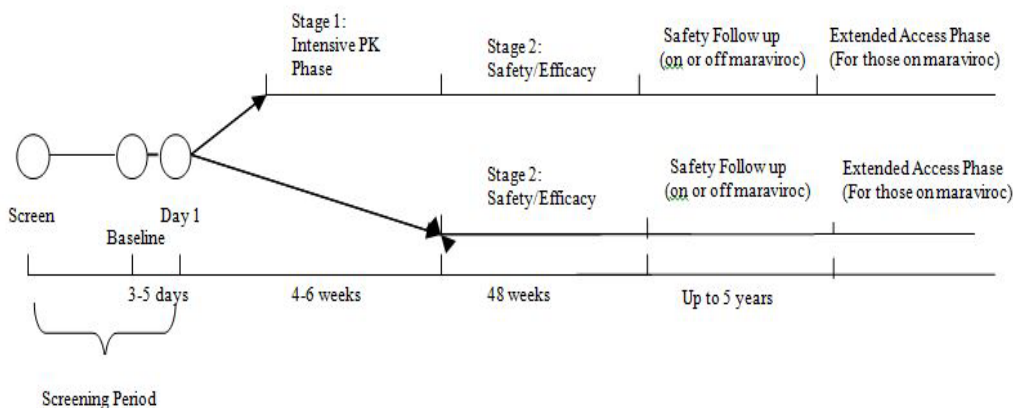 Stage 1:
Intensive PK
Phase
Stage 2:
Safety/Efficacy
Safety Follow up
(on or off maraviroc)
Extended Access Phase
(For those on maraviroc)
Stage 2:
Safety/Efficacy
Safety Follow up
(on or off maraviroc)
Extended Access Phase
(For those on maraviroc)
Screen
Day 1
Baseline
3-5 days
4-6 weeks
48 weeks
Up to 5 years
Screening Period